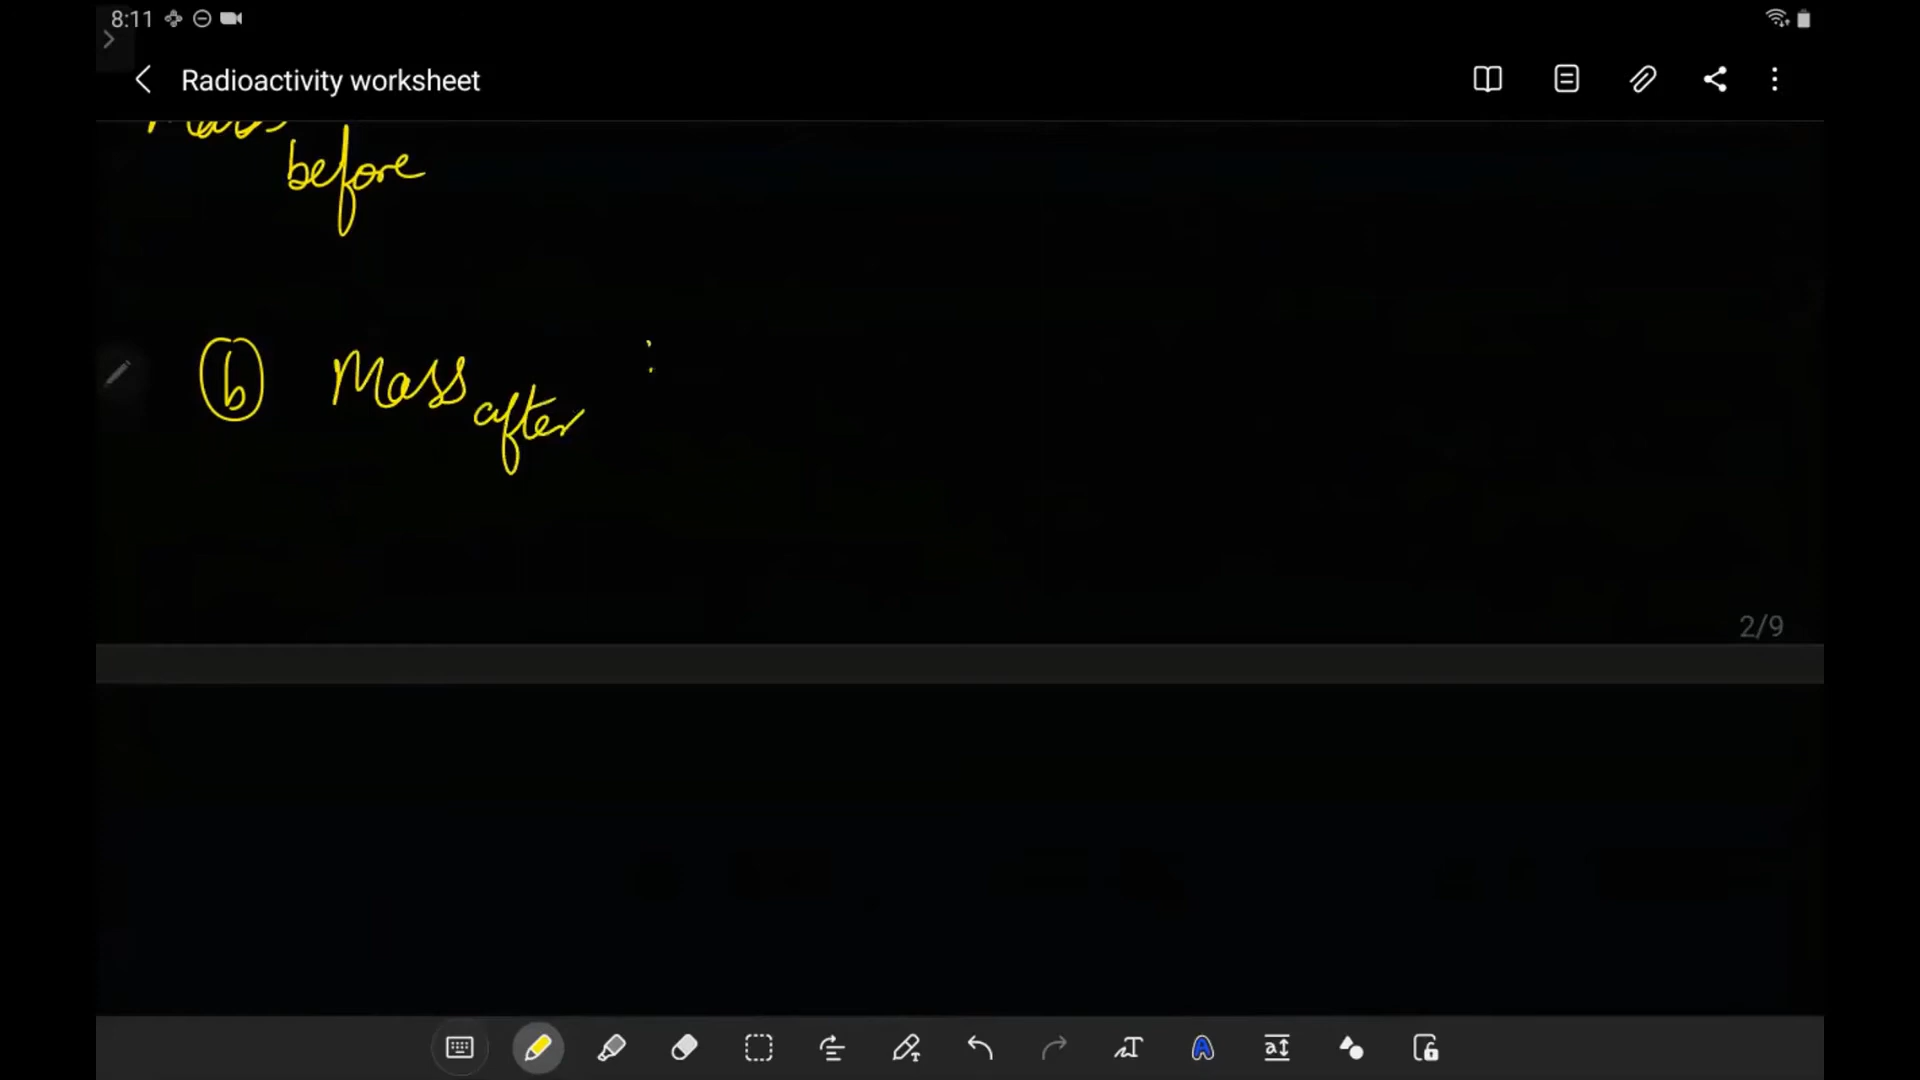 8:11
Radioactivity worksheet
before
b Mass after :
2/9